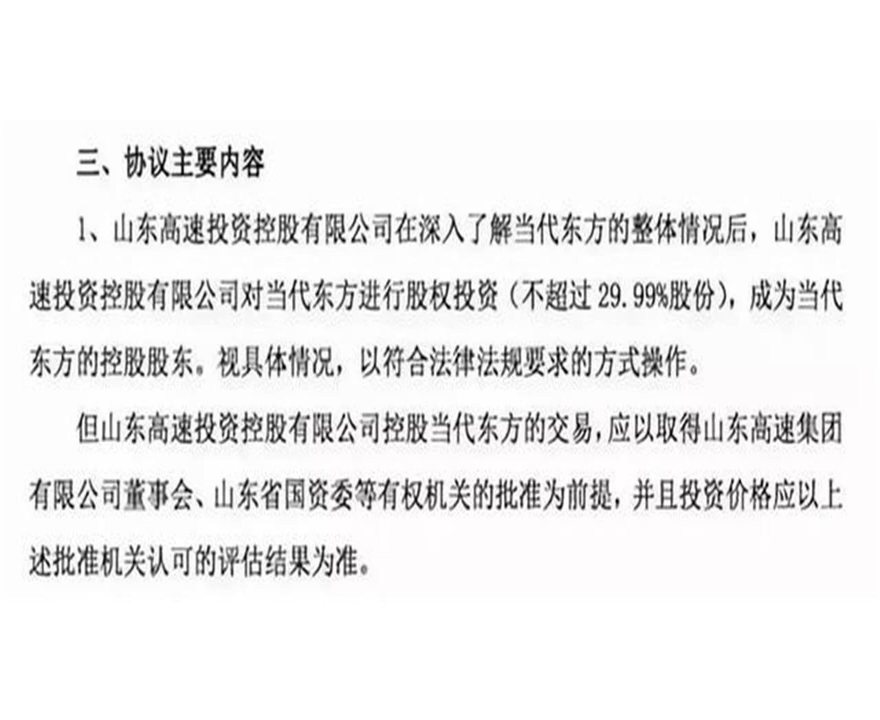 三、协议主要内容
1、山东高速投资控股有限公司在深入了解当代东方的整体情况后，山东高
速投资控股有限公司对当代东方进行股权投资（不超过 29.99%股份），成为当代
东方的控股股东。视具体情况，以符合法律法规要求的方式操作。
但山东高速投资控股有限公司控股当代东方的交易，应以取得山东高速集团
有限公司董事会、山东省国资委等有权机关的批准为前提，并且投资价格应以上
述批准机关认可的评估结果为准。